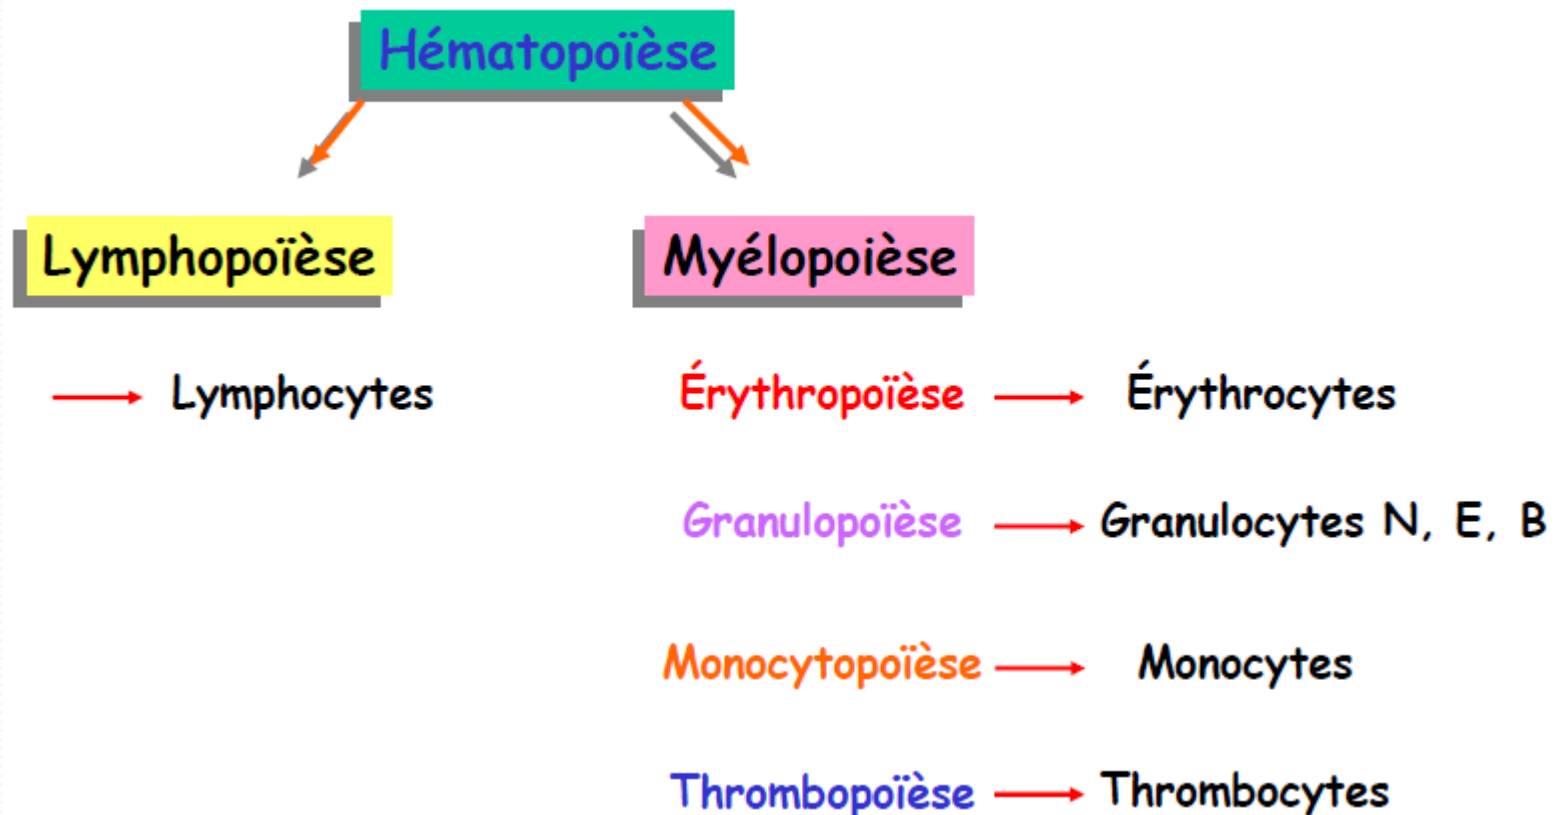 Hématopoïèse
Lymphopoïèse
Myélopoièse
Lymphocytes
Érythropoïèse
Érythrocytes
Granulopoïèse
Granulocytes N, E, B
Monocytopoïèse
Monocytes
Thrombopoïèse
Thrombocytes